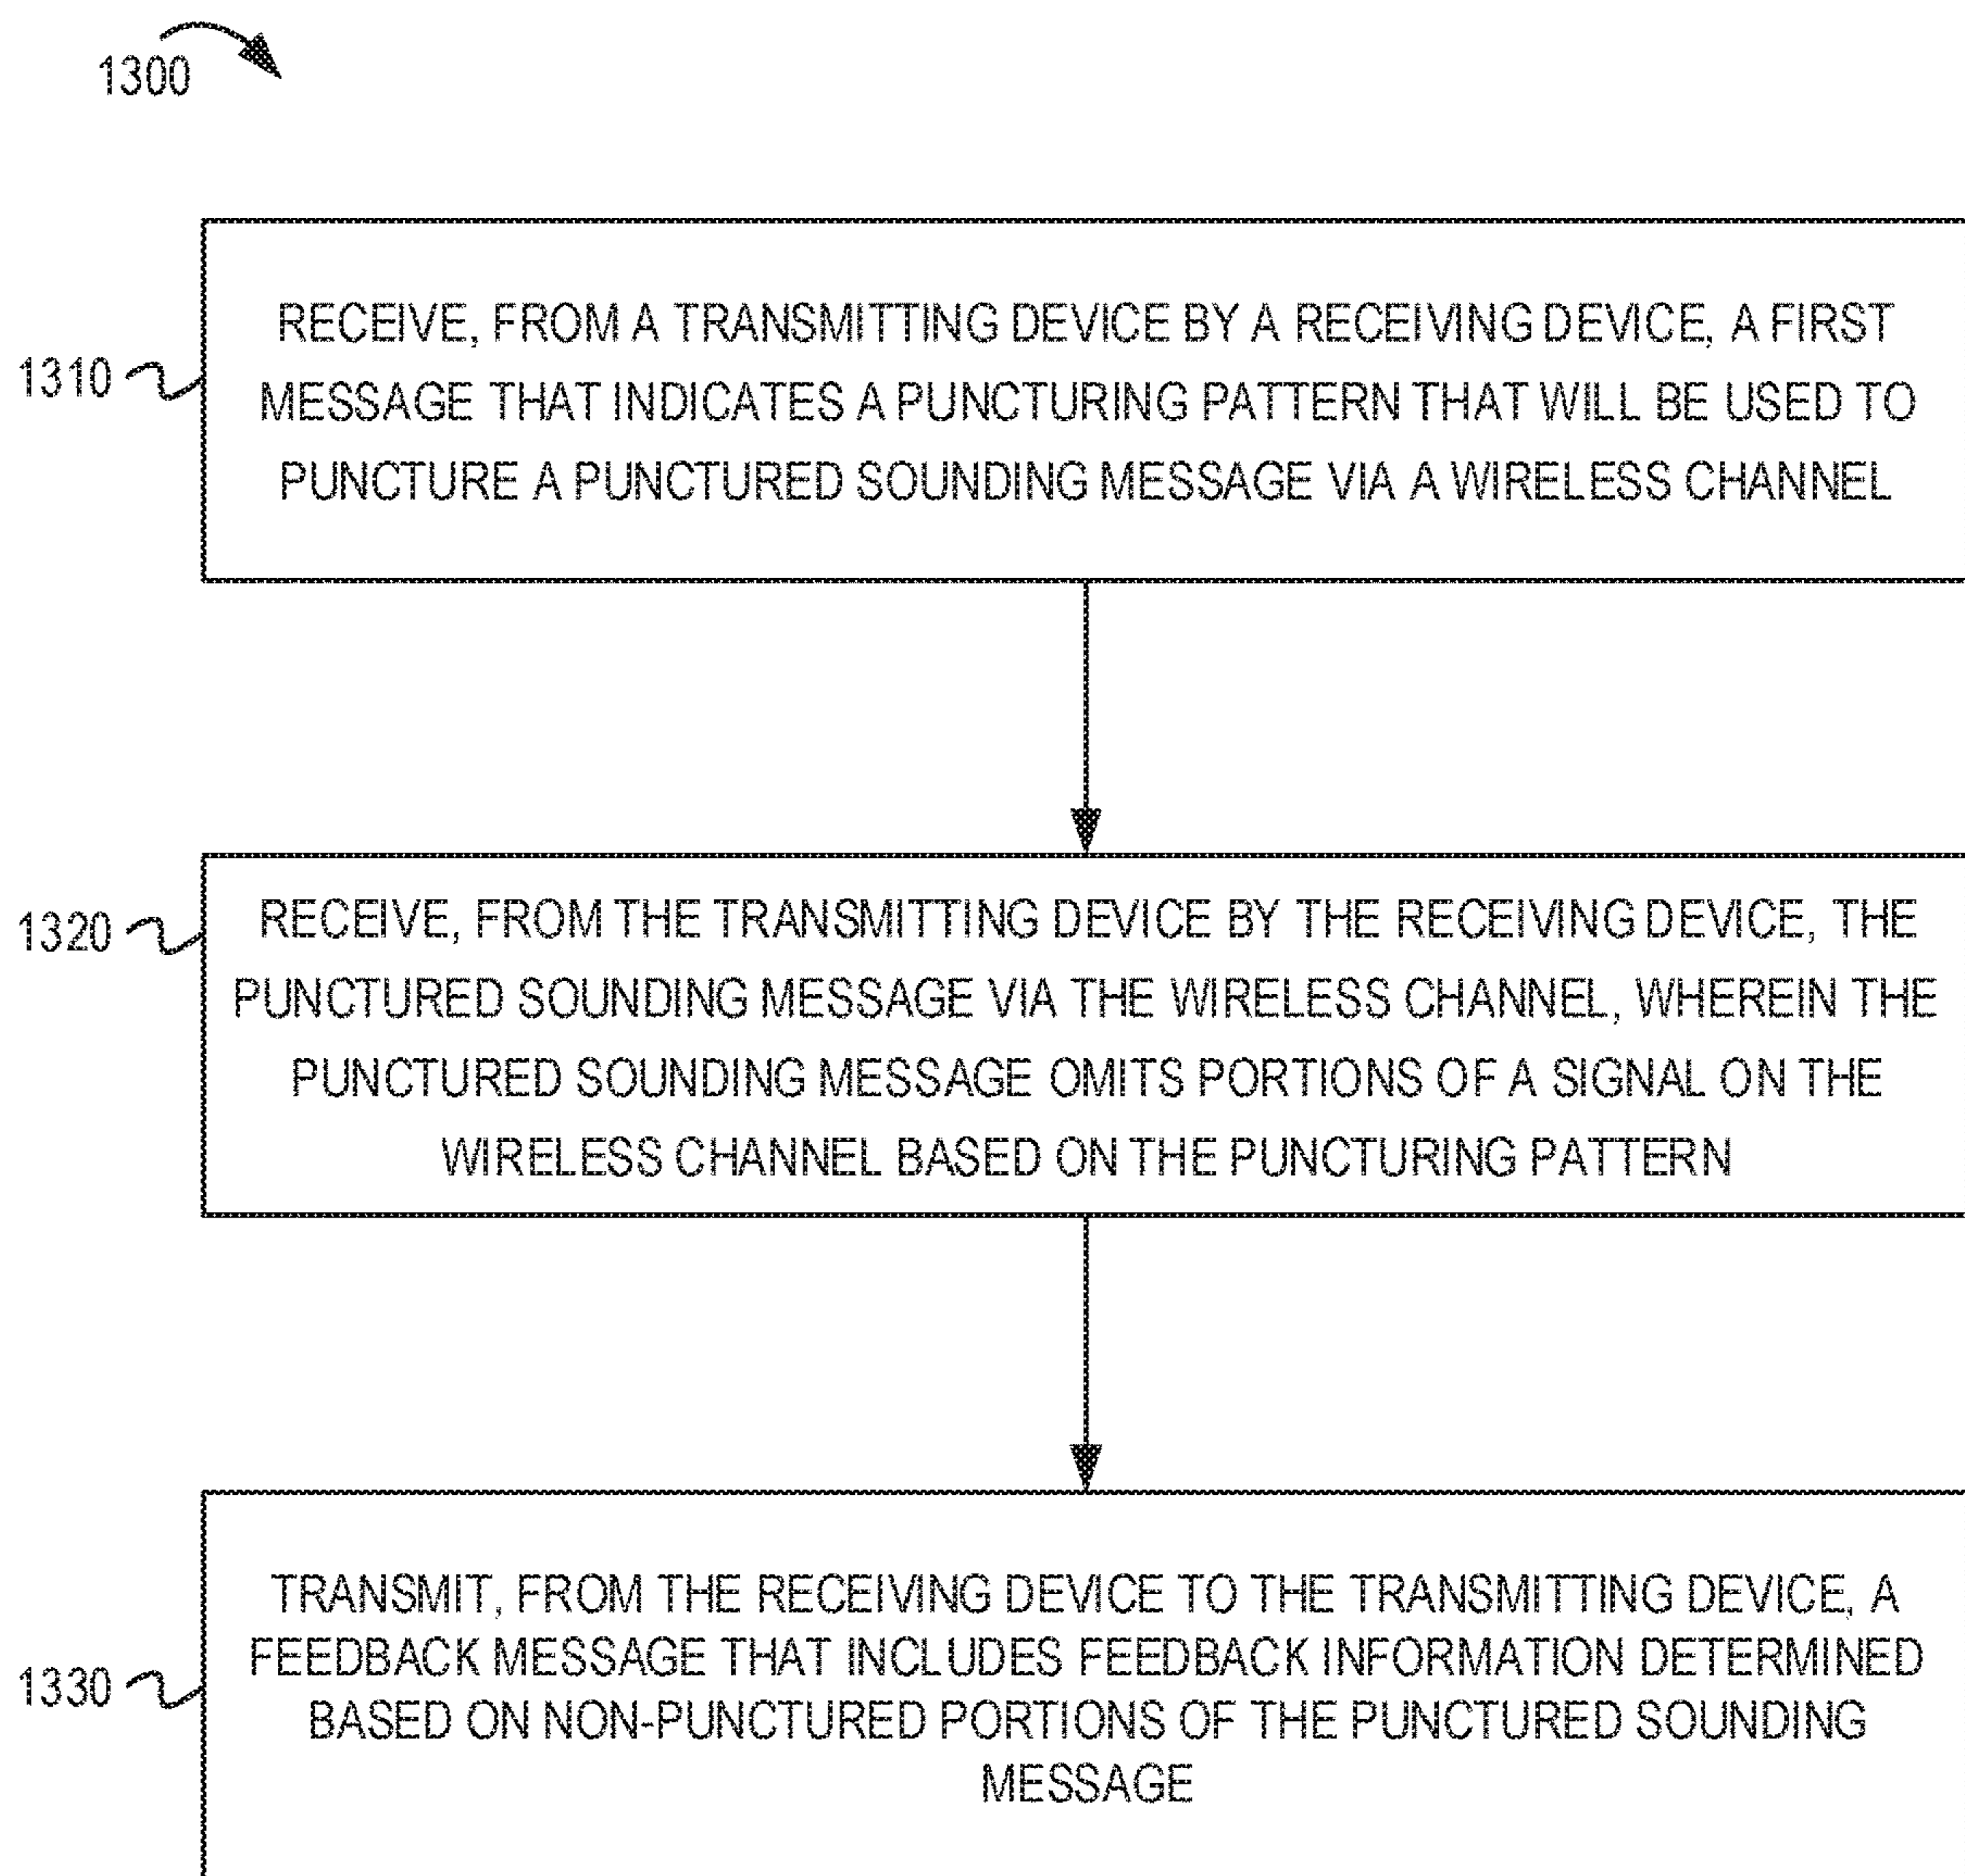 1300
1310
RECEIVE, FROM A TRANSMITTING DEVICE BY A RECEIVING DEVICE, A FIRST
MESSAGE THAT INDICATES A PUNCTURING PATTERN THAT WILL BE USED TO
PUNCTURE A PUNCTURED SOUNDING MESSAGE VIA A WIRELESS CHANNEL
1320
RECEIVE, FROM THE TRANSMITTING DEVICE BY THE RECEIVING DEVICE, THE
PUNCTURED SOUNDING MESSAGE VIA THE WIRELESS CHANNEL, WHEREIN THE
PUNCTURED SOUNDING MESSAGE OMITS PORTIONS OF A SIGNAL ON THE
WIRELESS CHANNEL BASED ON THE PUNCTURING PATTERN
1330
TRANSMIT, FROM THE RECEIVING DEVICE TO THE TRANSMITTING DEVICE, A
FEEDBACK MESSAGE THAT INCLUDES FEEDBACK INFORMATION DETERMINED
BASED ON NON-PUNCTURED PORTIONS OF THE PUNCTURED SOUNDING
MESSAGE